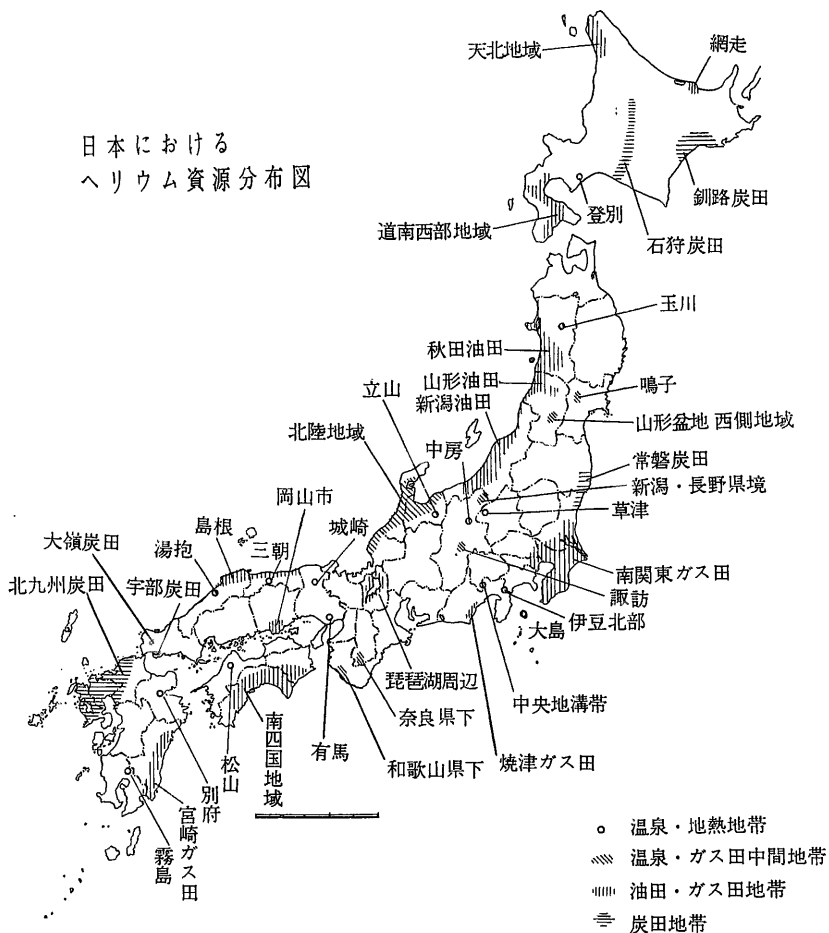 日本における
ヘリウム資源分布図
天北地域
網走
釧路炭田
登別
石狩炭田
道南西部地域
玉川
秋田油田
山形油田
新潟油田
鳴子
山形盆地西側地域
立山
北陸地域
中房
常磐炭田
新潟・長野県境
草津
岡山市
城崎
島根
三朝
大嶺炭田
湯抱
北九州炭田
宇部炭田
南関東ガス田
諏訪
伊豆北部
大島
琵琶湖周辺
中央地溝帯
奈良県下
焼津ガス田
和歌山県下
有馬
南四国地域
松山
別府
宮崎ガス田
霧島
温泉・地熱地帯
温泉・ガス田中間地帯
油田・ガス田地帯
炭田地帯